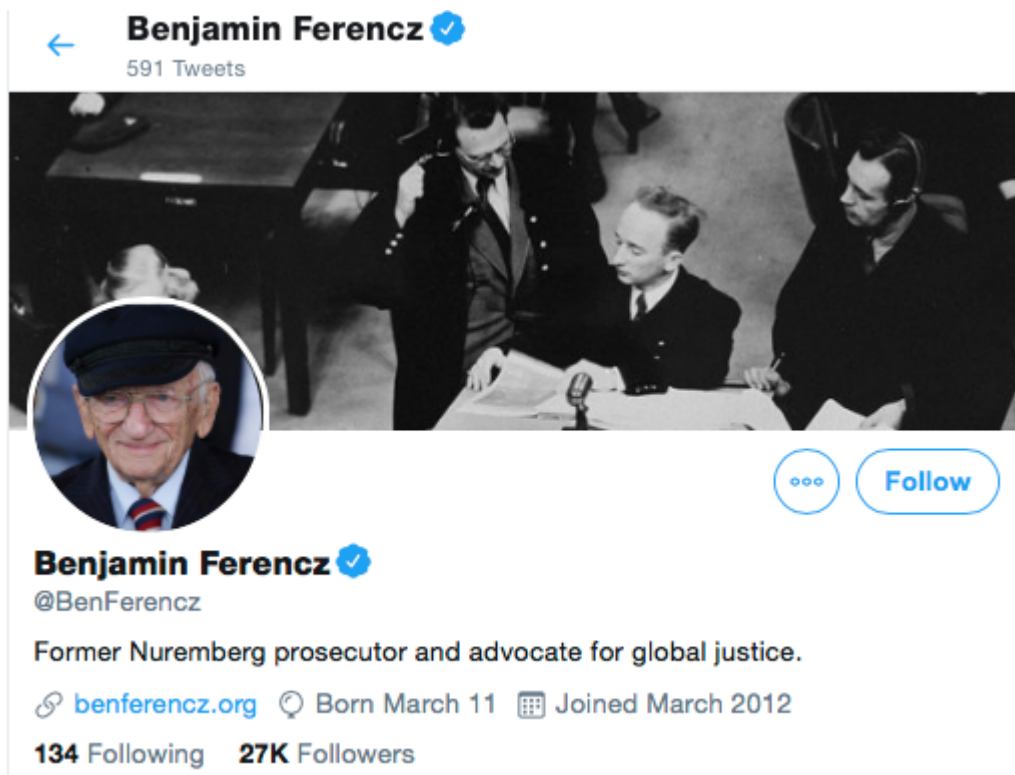 Benjamin Ferencz
591 Tweets
Follow
Benjamin Ferencz
@BenFerencz
Former Nuremberg prosecutor and advocate for global justice.
benferencz.org Born March 11 Joined March 2012
134 Following 27K Followers